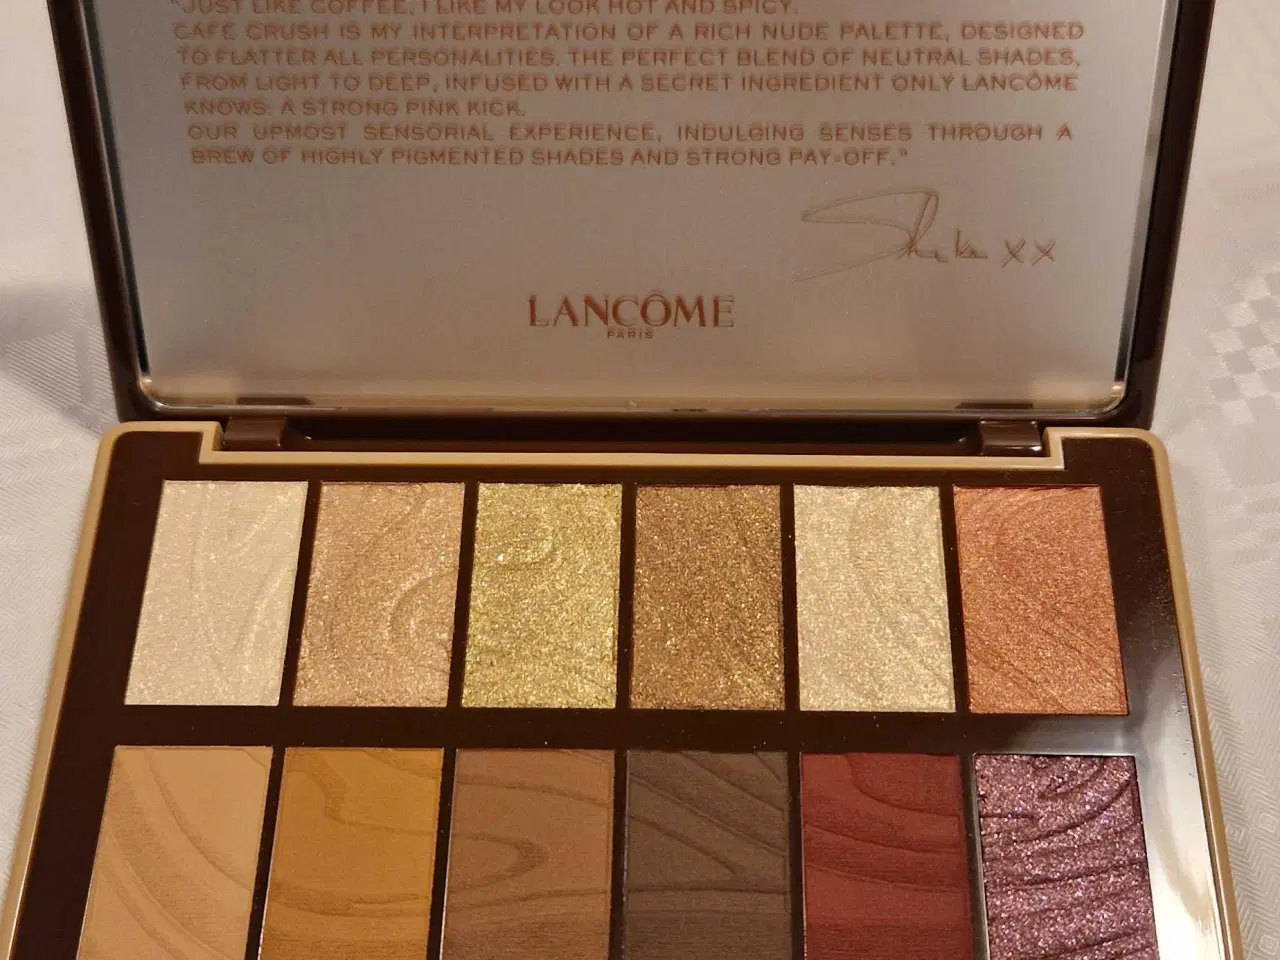 "JUST LIKE COFFEE, I LIKE MY LOOK HOT AND SPICY.
CAFE CRUSH IS MY INTERPRETATION OF A RICH NUDE PALETTE, DESIGNED
TO FLATTER ALL PERSONALITIES. THE PERFECT BLEND OF NEUTRAL SHADES,
FROM LIGHT TO DEEP, INFUSED WITH A SECRET INGREDIENT ONLY LANCÔME
KNOWS: A STRONG PINK KICK.
OUR UPMOST SENSORIAL EXPERIENCE, INDULGING SENSES THROUGH A
BREW OF HIGHLY PIGMENTED SHADES AND STRONG PAY-OFF."
xx
LANCÔME
PARIS